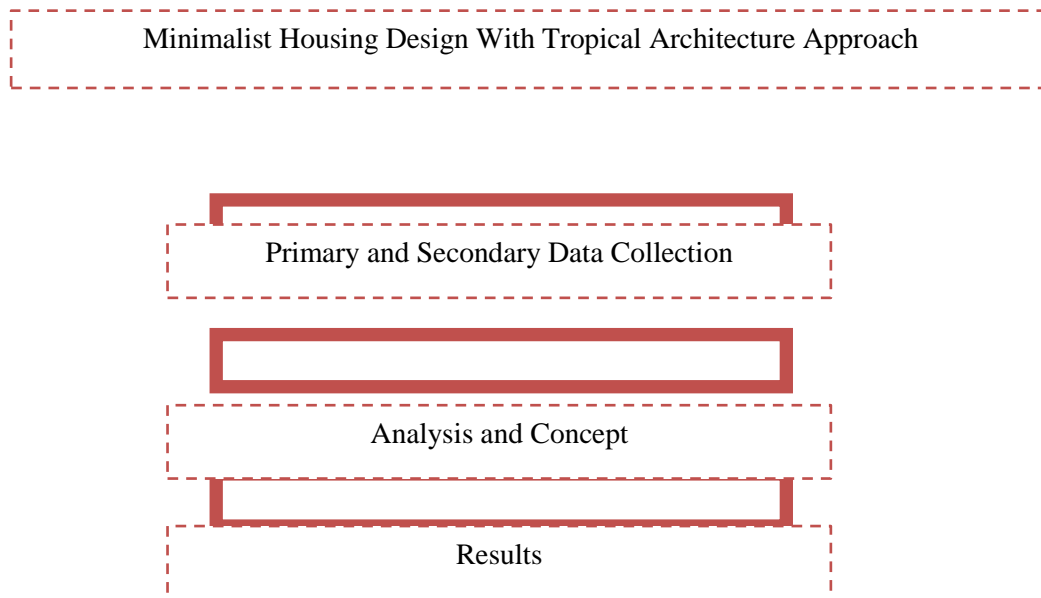 Minimalist Housing Design With Tropical Architecture Approach
Primary and Secondary Data Collection
Analysis and Concept
Results